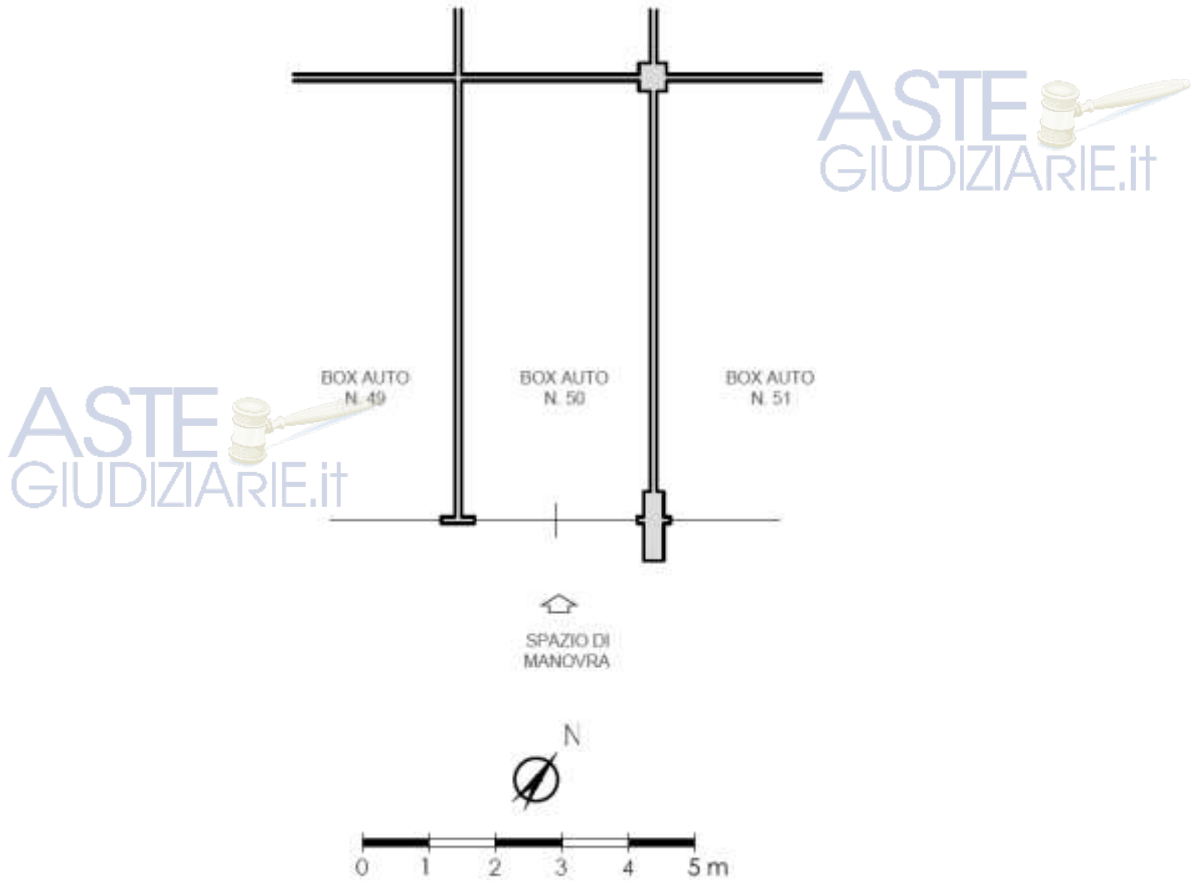 ASTE
GIUDIZIARIE.it
BOX AUTO
N. 49
BOX AUTO
N. 50
BOX AUTO
N. 51
ASTE
GIUDIZIARIE.it
SPAZIO DI
MANOVRA
N
0 1 2 3 4 5 m